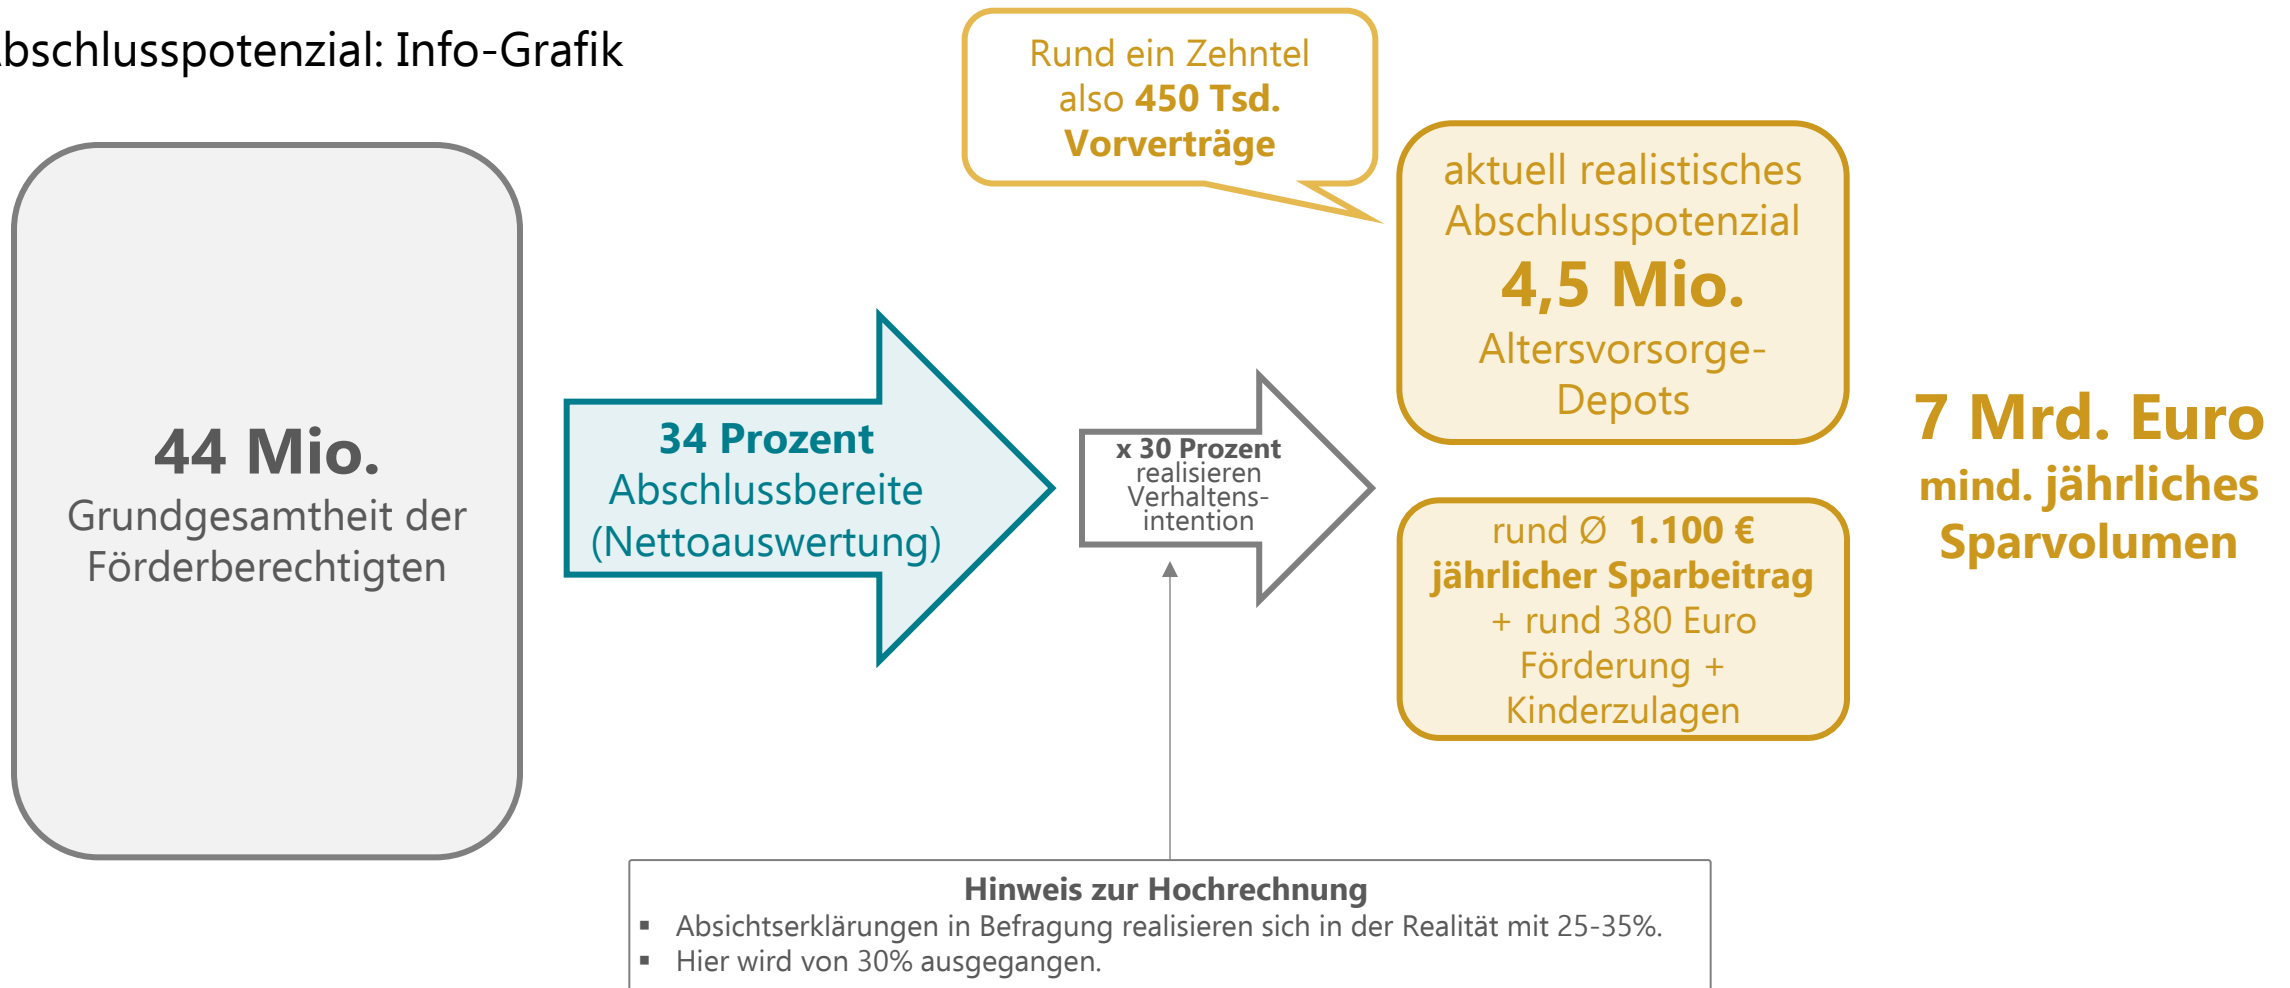 bschlusspotenzial: Info-Grafik
Rund ein Zehntel
also 450 Tsd.
Vorverträge
44 Mio.
Grundgesamtheit der
Förderberechtigten
34 Prozent
Abschlussbereite
(Nettoauswertung)
x 30 Prozent
realisieren
Verhaltens-
intention
aktuell realistisches
Abschlusspotenzial
4,5 Mio.
Altersvorsorge-
Depots
rund Ø 1.100 €
jährlicher Sparbeitrag
+ rund 380 Euro
Förderung +
Kinderzulagen
7 Mrd. Euro
mind. jährliches
Sparvolumen
Hinweis zur Hochrechnung
▪ Absichtserklärungen in Befragung realisieren sich in der Realität mit 25-35%.
▪ Hier wird von 30% ausgegangen.